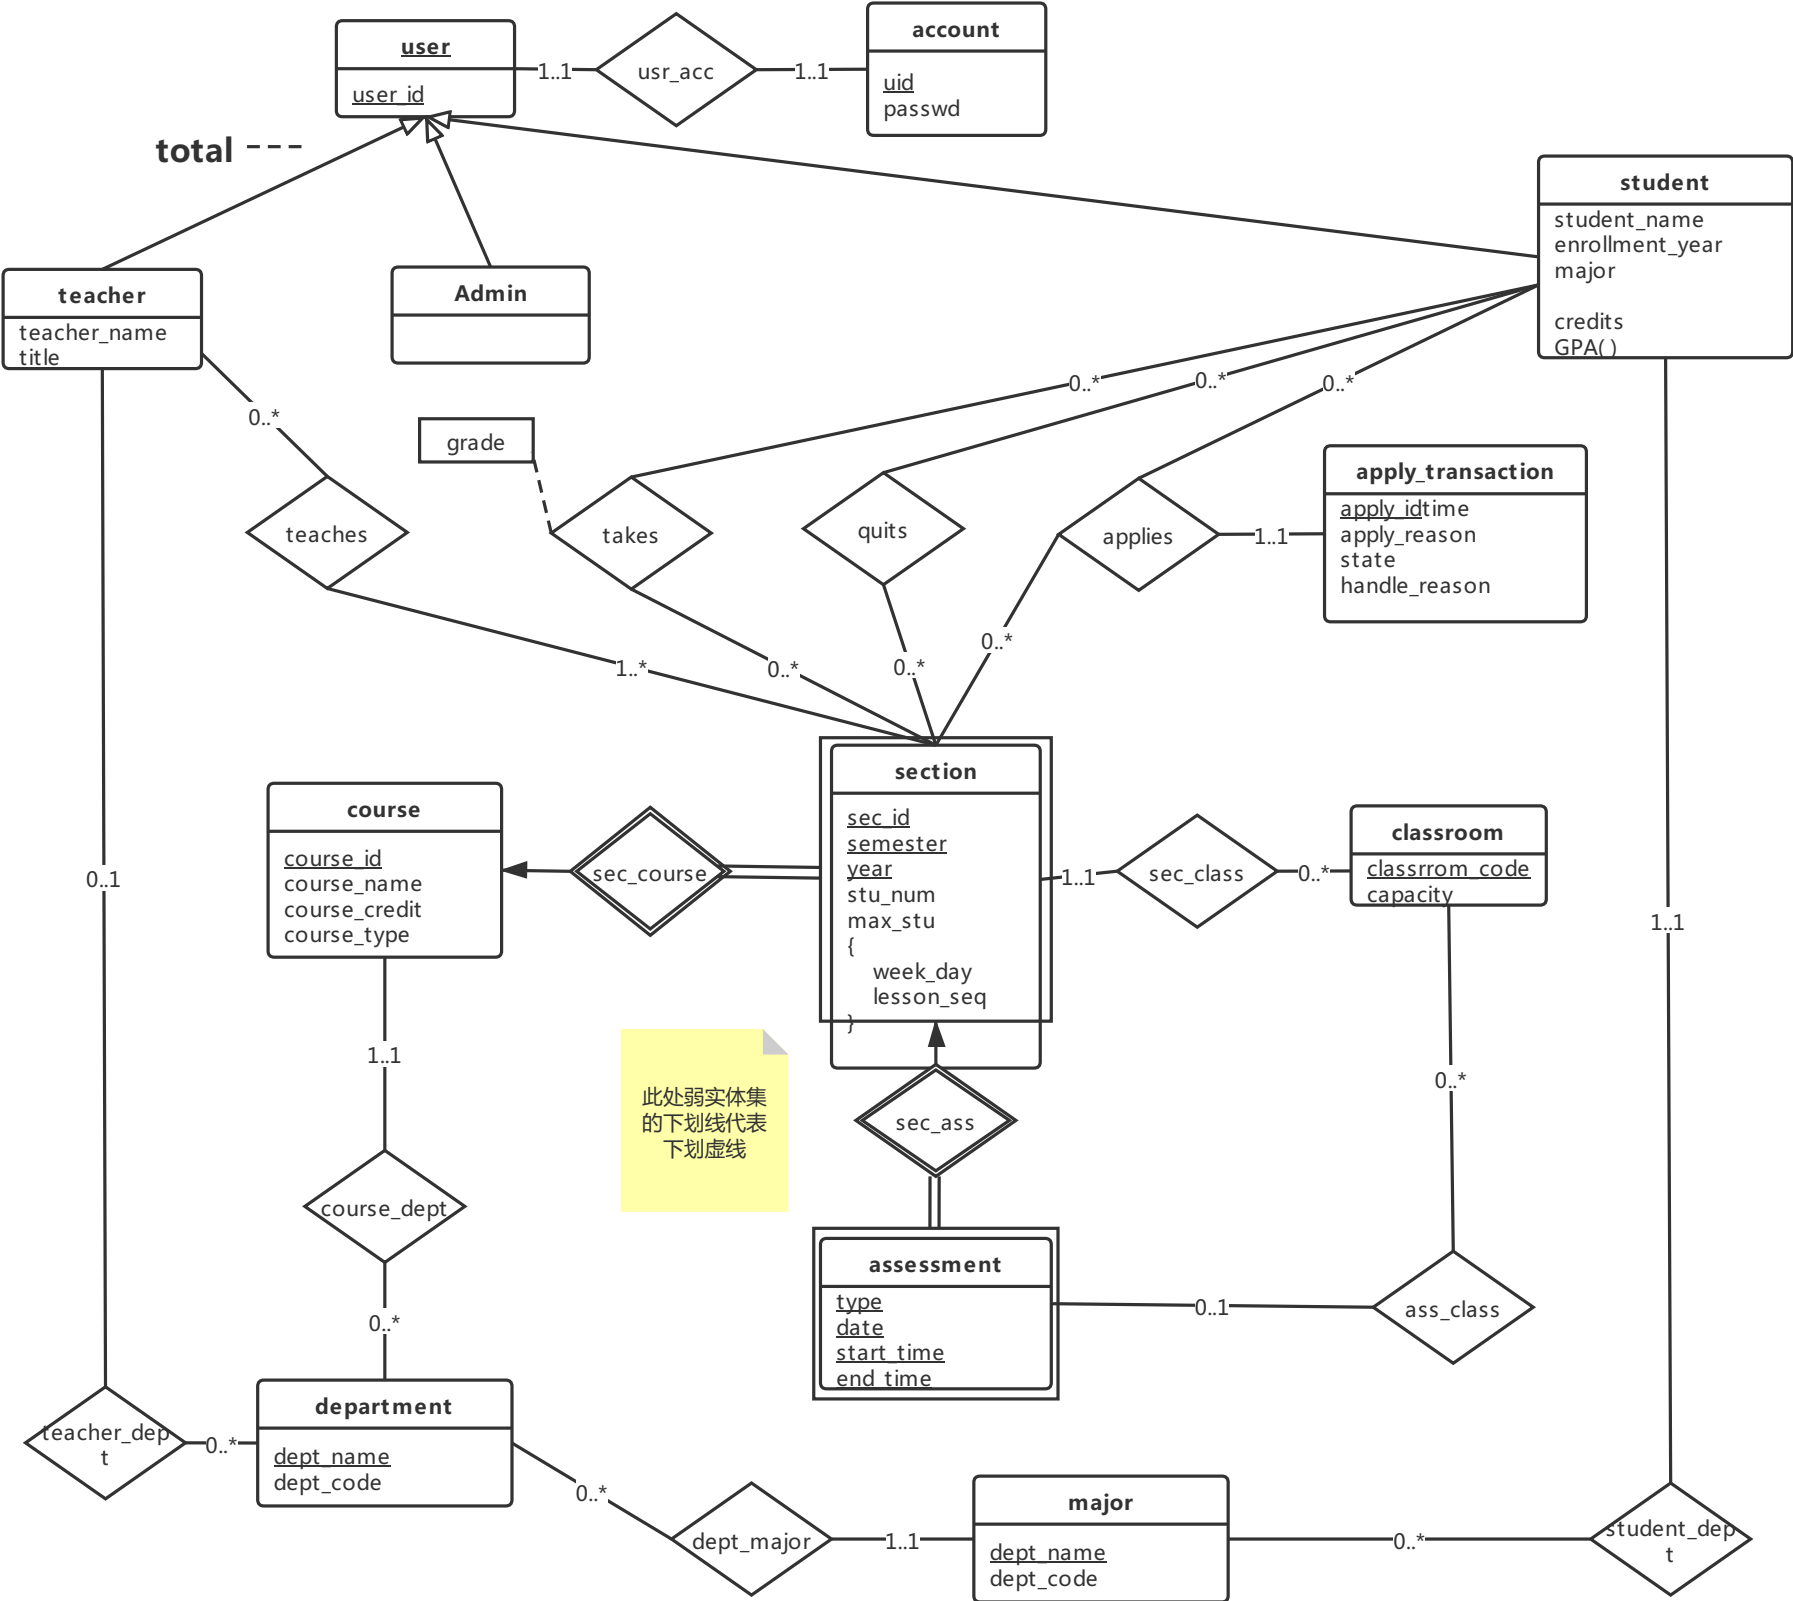 user
user_id
1..1
usr_acc
1..1
account
uid
passwd
total
student
student_name
enrollment_year
major
credits
GPA()
teacher
teacher_name
title
Admin
0..*
0..*
0..*
0..*
grade
teaches
takes
quits
applies
1..1
apply_transaction
apply_idtime
apply_reason
state
handle_reason
1..*
0..*
0..*
0..*
section
sec_id
semester
year
stu_num
max_stu
{
week_day
lesson_seq
}
course
course_id
course_name
course_credit
course_type
sec_course
1..1
sec_class
0..*
classroom
classrrom_code
capacity
0..1
1..1
1..1
0..*
此处弱实体集
的下划线代表
下划虚线
sec_ass
course_dept
0..*
assessment
type
date
start_time
end_time
0..1
ass_class
teacher_dep
t
0..*
department
dept_name
dept_code
0..*
dept_major
1..1
major
dept_name
dept_code
0..*
student_dep
t